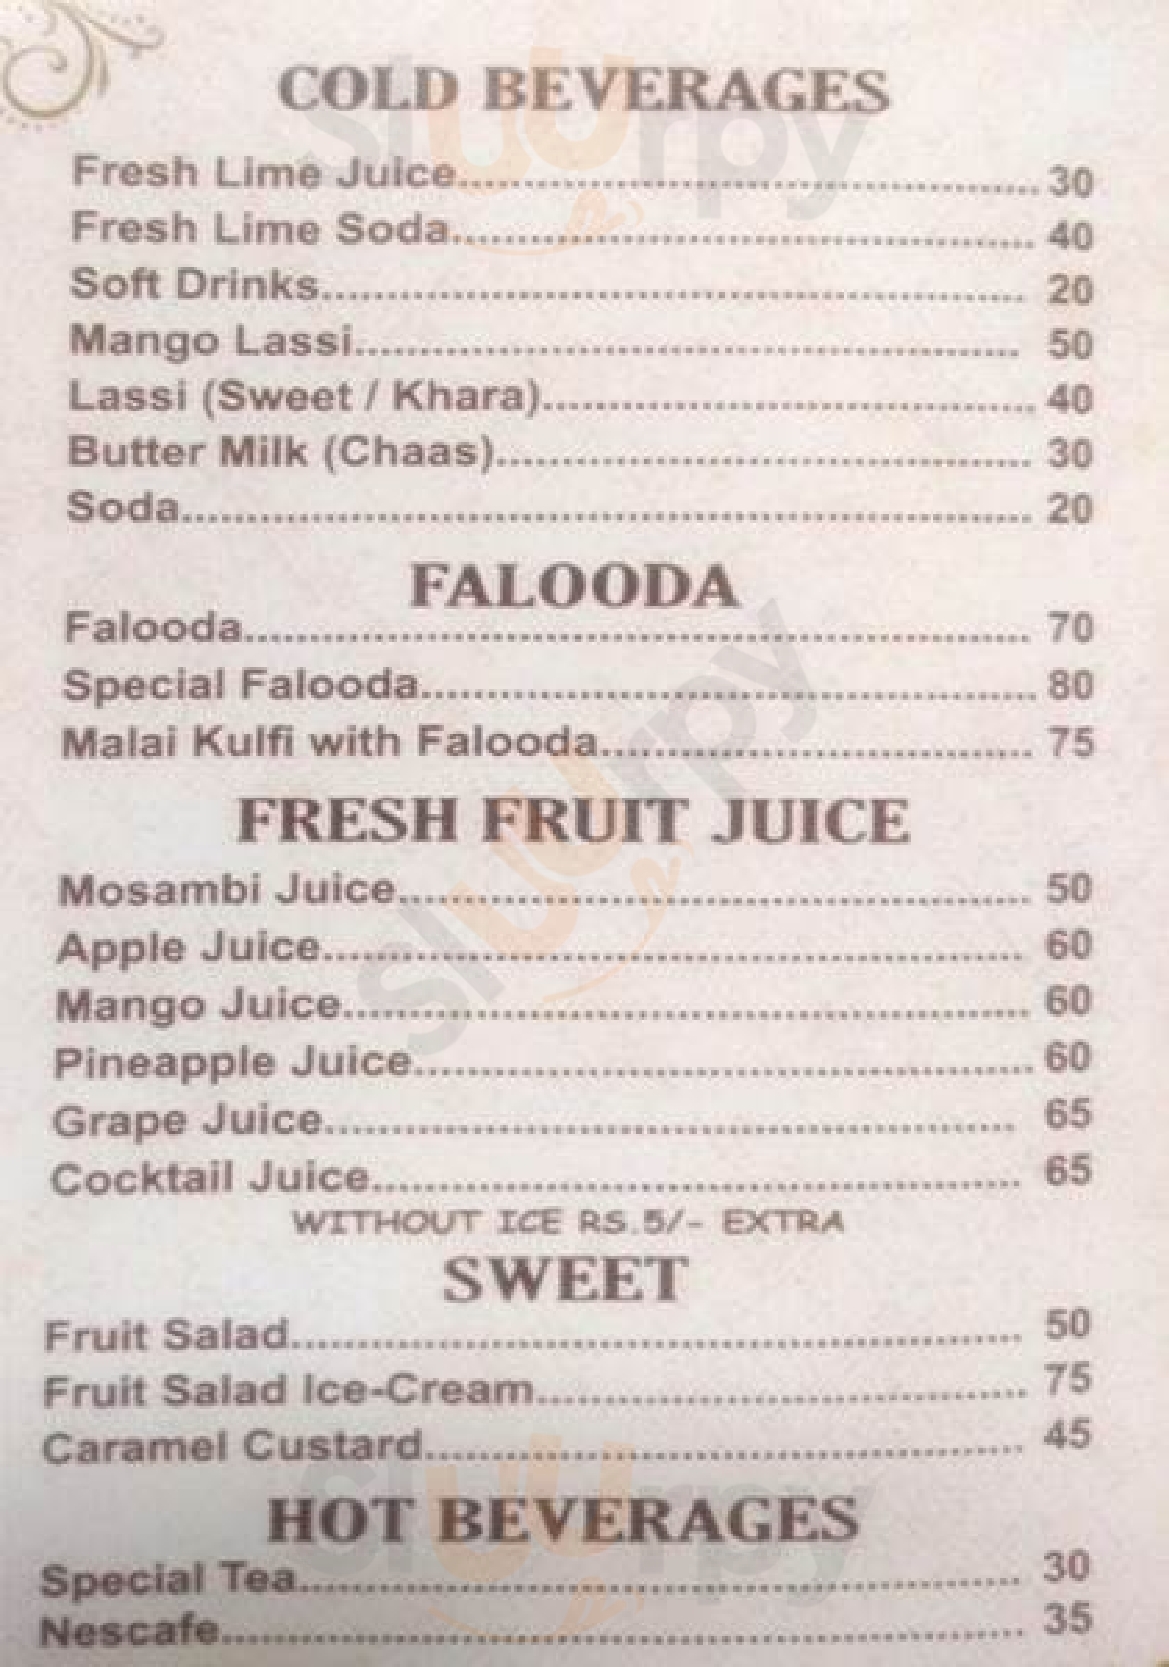 COLD BEVERAGES
Fresh Lime Juice 30
Fresh Lime Soda 40
Soft Drinks 20
Mango Lassi 50
Lassi (Sweet / Khara) 40
Butter Milk (Chaas) 30
Soda 20
FALOODA
Falooda 70
Special Falooda 80
Malai Kulfi with Falooda 75
FRESH FRUIT JUICE
Mosambi Juice 50
Apple Juice 60
Mango Juice 60
Pineapple Juice 60
Grape Juice 65
Cocktail Juice 65
WITHOUT ICE RS.5/- EXTRA
SWEET
Fruit Salad 50
Fruit Salad Ice-Cream 75
Caramel Custard 45
HOT BEVERAGES
Special Tea 30
Nescafe 35
sluurpy
sluurpy
sluurpy